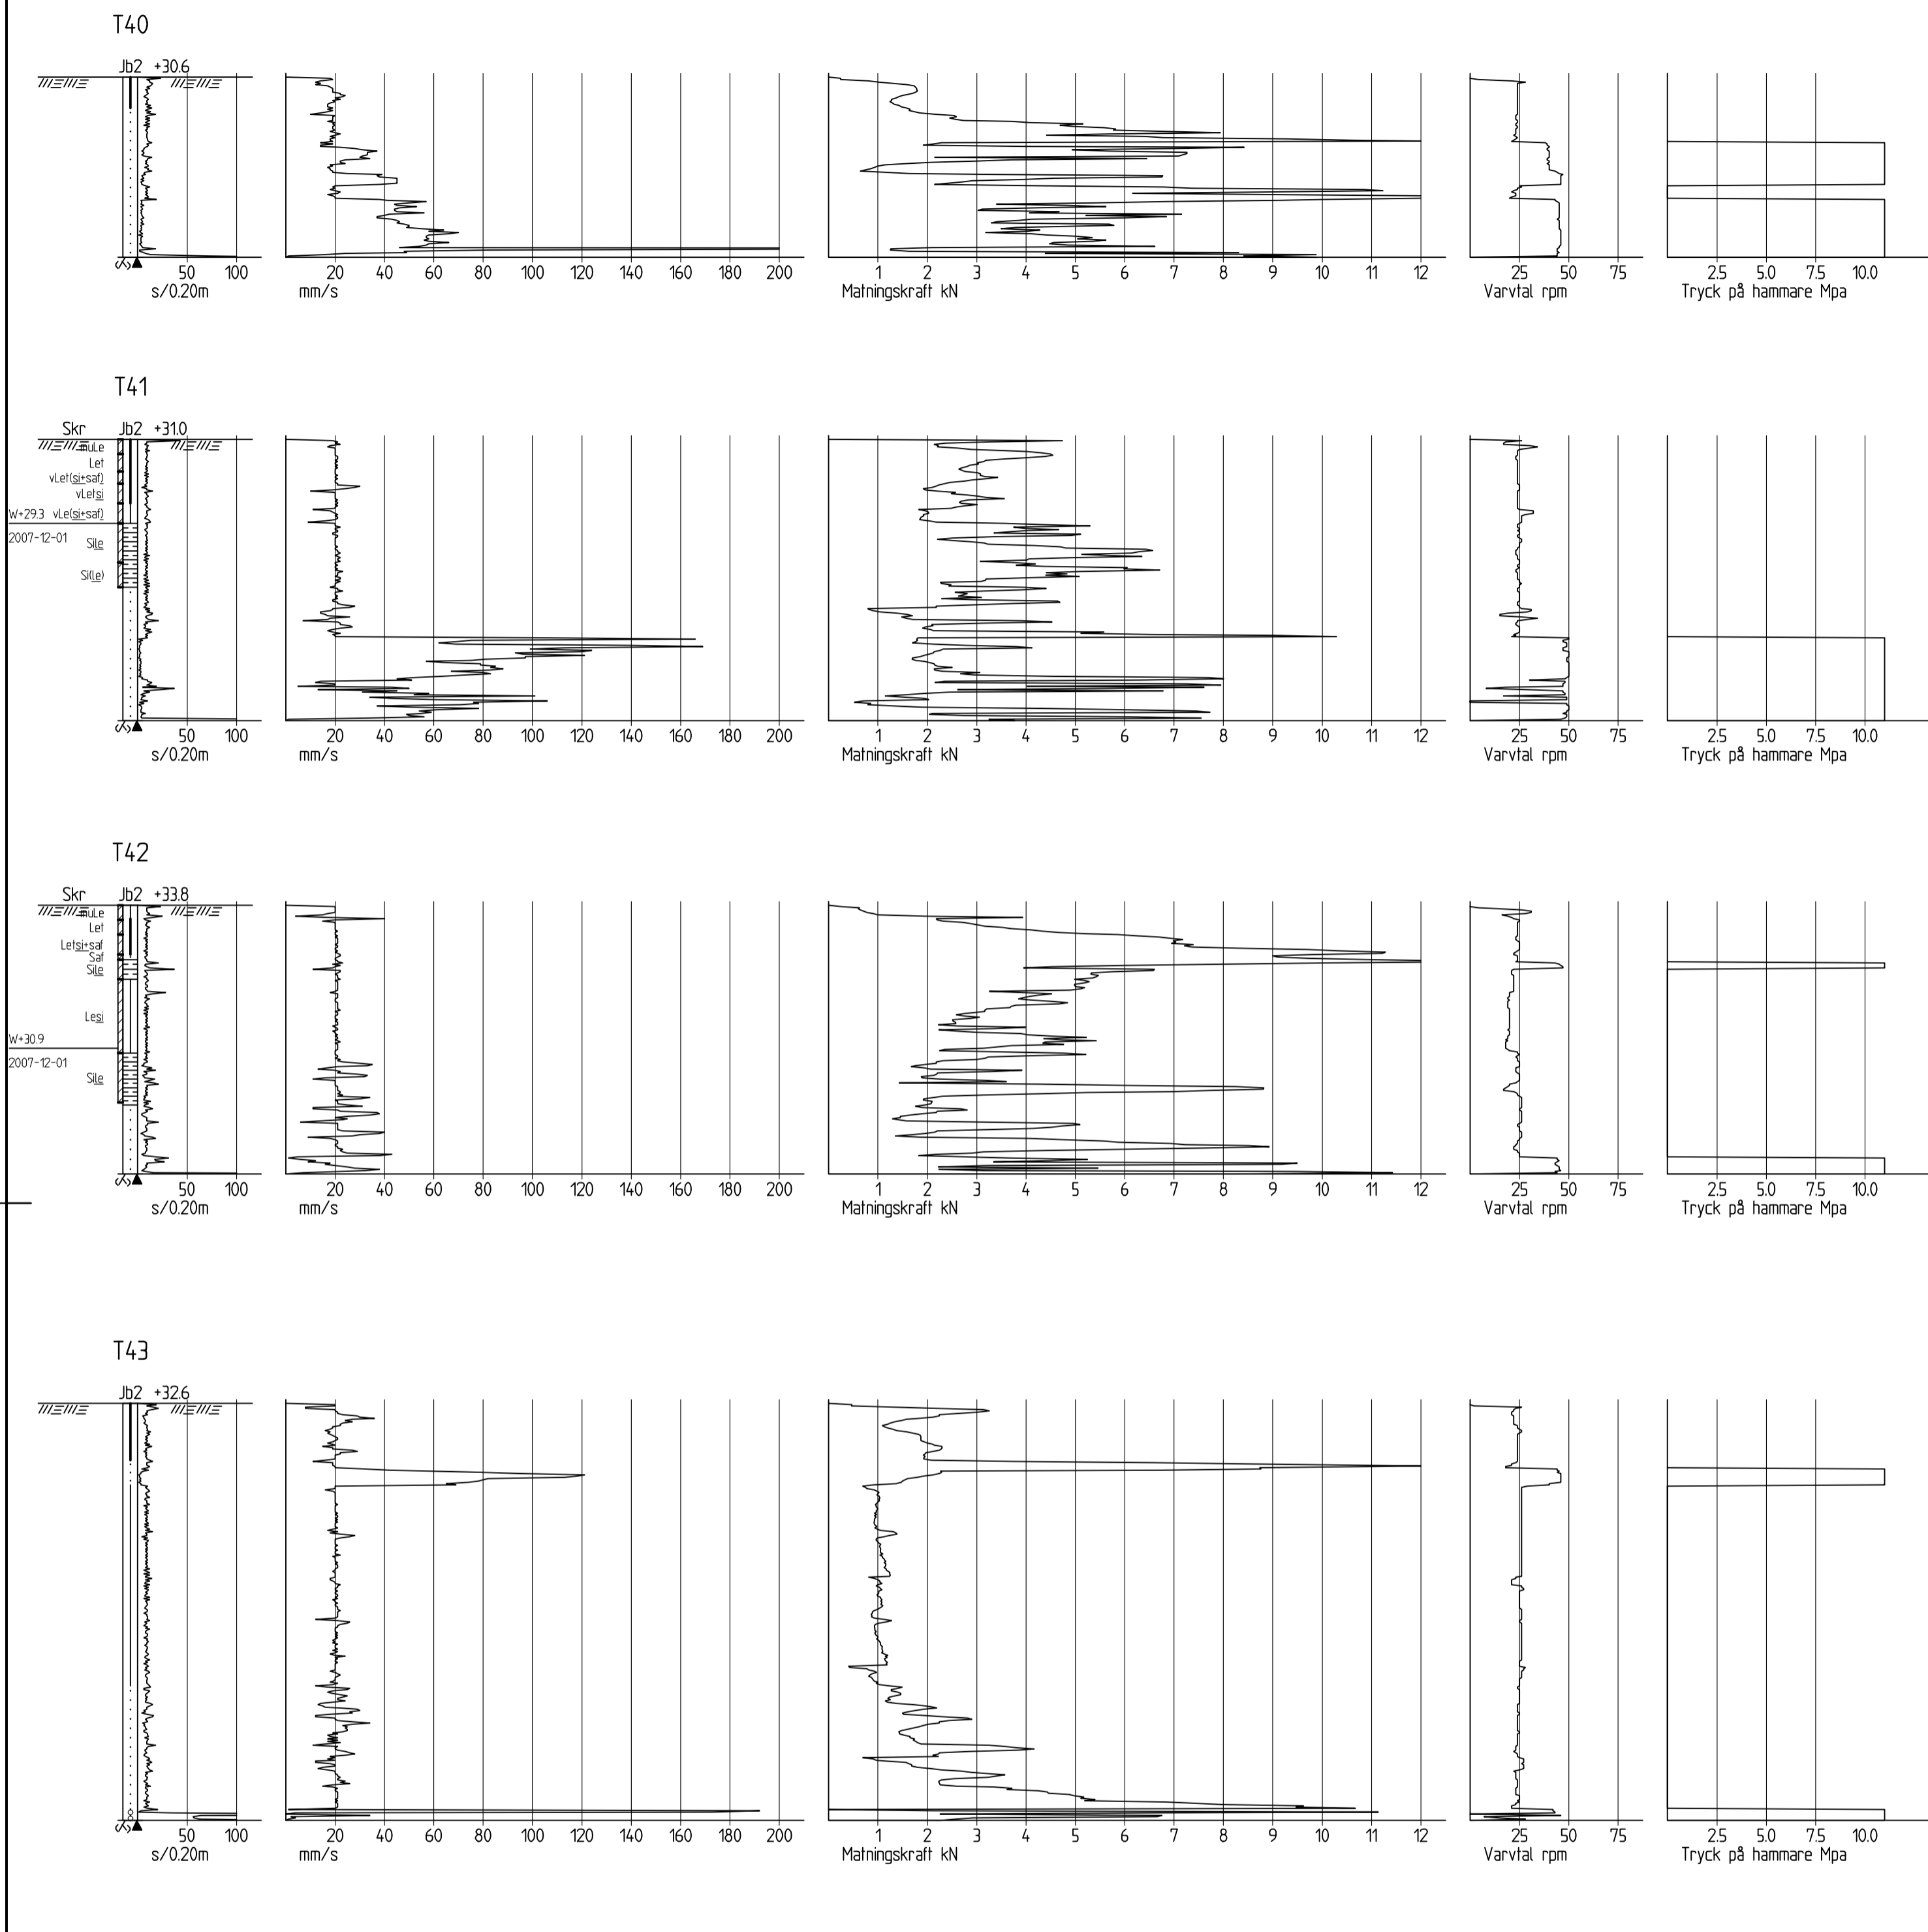 T40
Jb2 +30.6
50 100 20 40 60 80 100 120 140 160 180 200 1 2 3 4 5 6 7 8 9 10 11 12 25 50 75 2.5 5.0 7.5 10.0
s/0.20m mm/s Matningskraft kN Varvtal rpm Tryck på hammare Mpa
T41
Skr Jb2 +31.0
muLe
Let
vLet(si+saf)
vLetsi
W+29.3 vLe(si+saf)
2007-12-01
Sile
Si(le)
50 100 20 40 60 80 100 120 140 160 180 200 1 2 3 4 5 6 7 8 9 10 11 12 25 50 75 2.5 5.0 7.5 10.0
s/0.20m mm/s Matningskraft kN Varvtal rpm Tryck på hammare Mpa
T42
Skr Jb2 +33.8
muLe
Let
Letsi+saf
Saf
Sile
Lesi
W+30.9
2007-12-01
Sile
50 100 20 40 60 80 100 120 140 160 180 200 1 2 3 4 5 6 7 8 9 10 11 12 25 50 75 2.5 5.0 7.5 10.0
s/0.20m mm/s Matningskraft kN Varvtal rpm Tryck på hammare Mpa
T43
Jb2 +32.6
50 100 20 40 60 80 100 120 140 160 180 200 1 2 3 4 5 6 7 8 9 10 11 12 25 50 75 2.5 5.0 7.5 10.0
s/0.20m mm/s Matningskraft kN Varvtal rpm Tryck på hammare Mpa